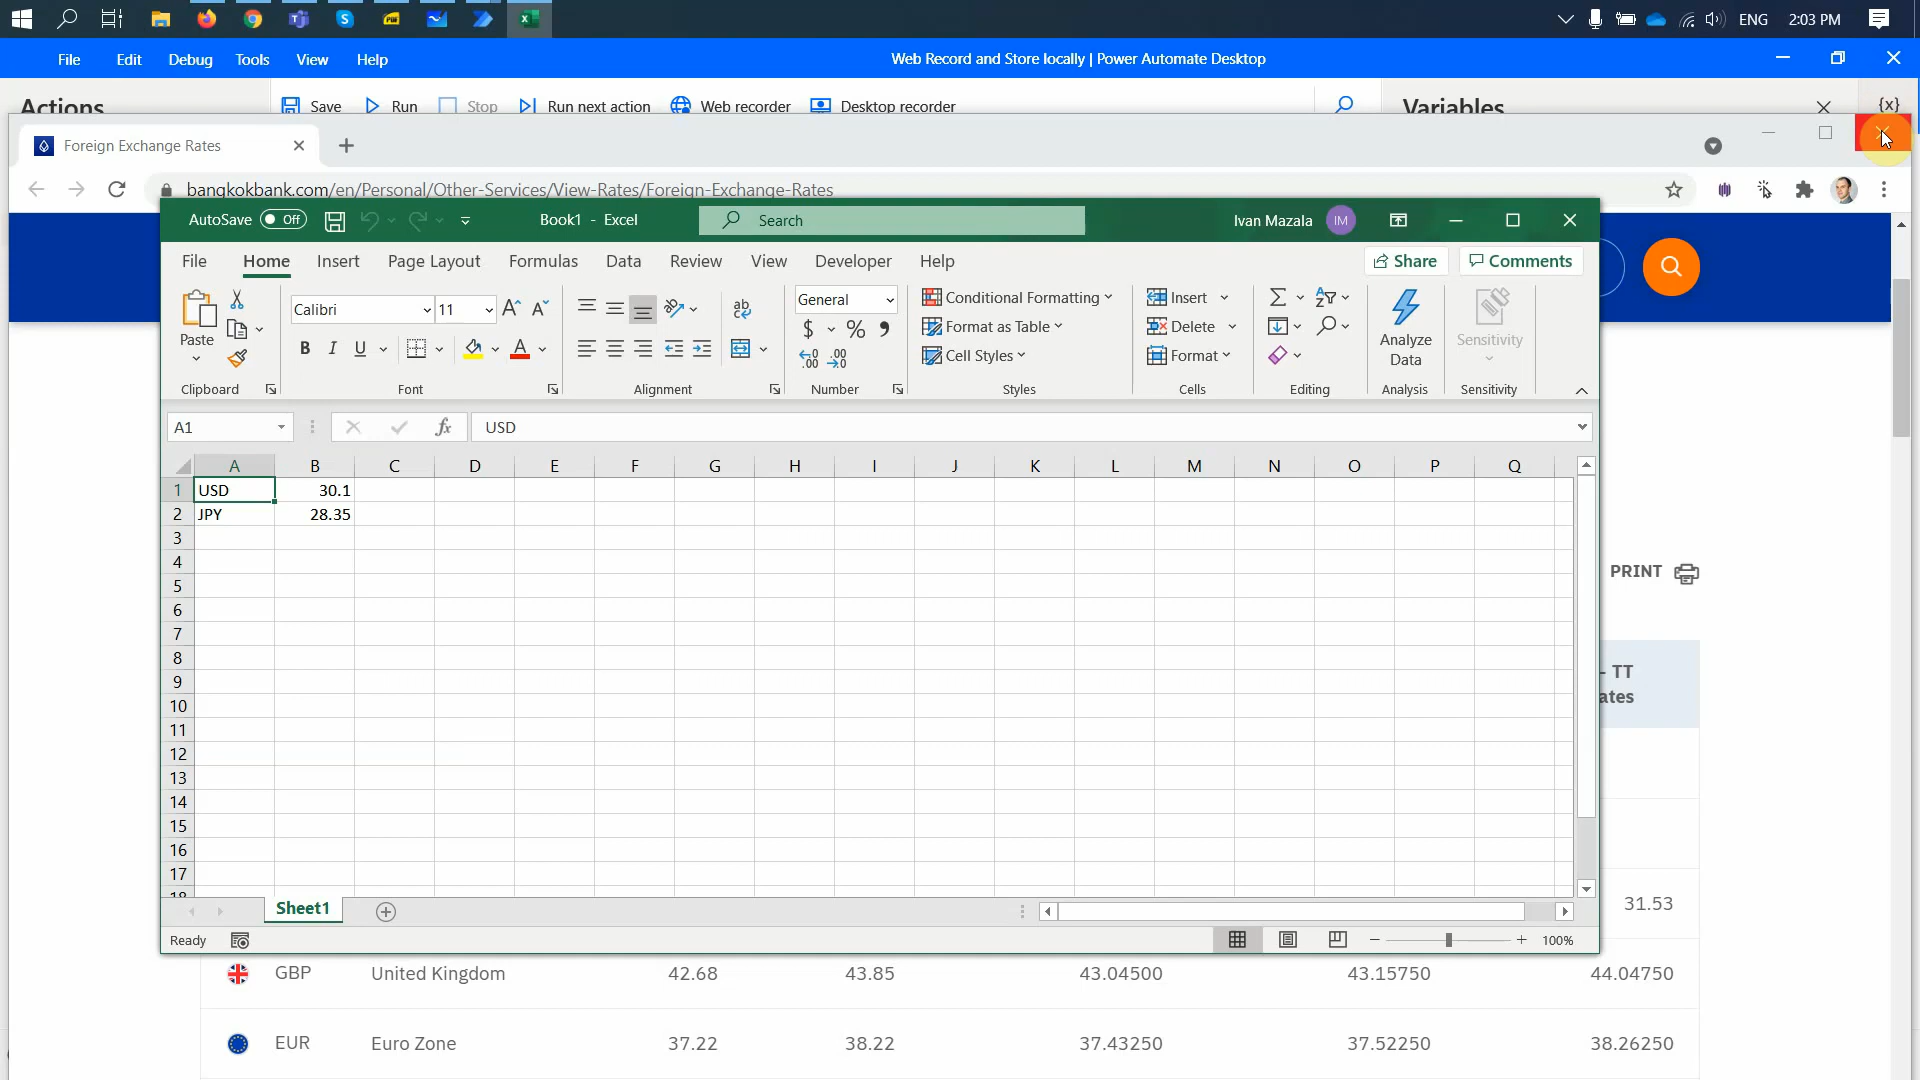 ENG 2:03 PM
File Edit Debug Tools View Help Web Record and Store locally | Power Automate Desktop
Actions Save Run Stop Run next action Web recorder Desktop recorder Variables {x}
Foreign Exchange Rates
bangkokbank.com/en/Personal/Other-Services/View-Rates/Foreign-Exchange-Rates
AutoSave Off Book1 - Excel Search Ivan Mazala IM
File Home Insert Page Layout Formulas Data Review View Developer Help Share Comments
Paste Calibri 11 General Conditional Formatting Insert Analyze Data Sensitivity
B I U A $ % Format as Table Delete
Cell Styles Format
Clipboard Font Alignment Number Styles Cells Editing Analysis Sensitivity
A1 fx USD
A B C D E F G H I J K L M N O P Q
1 USD 30.1
2 JPY 28.35
3
4
5
6 PRINT
7
8
9
10 - TT
11 ates
12
13
14
15
16
17
18
Sheet1 31.53
Ready 100%
GBP United Kingdom 42.68 43.85 43.04500 43.15750 44.04750
EUR Euro Zone 37.22 38.22 37.43250 37.52250 38.26250